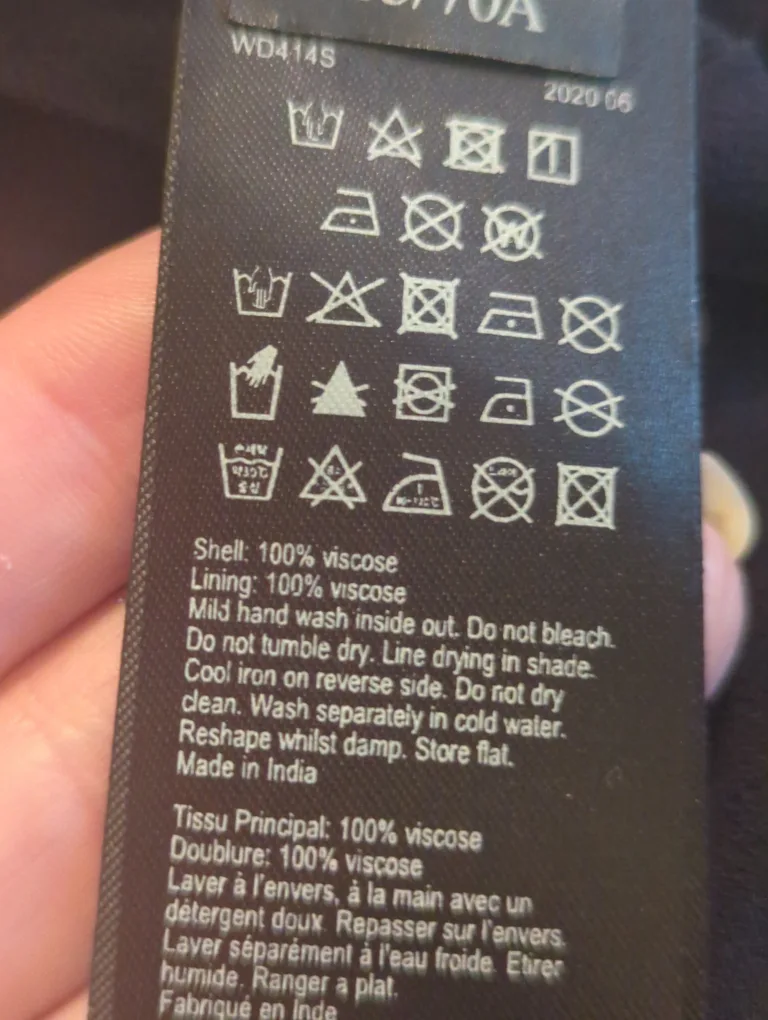 70A
WD414S
2020 06
W
Shell: 100% viscose
Lining: 100% viscose
Mild hand wash inside out. Do not bleach.
Do not tumble dry. Line drying in shade.
Cool iron on reverse side. Do not dry
clean. Wash separately in cold water.
Reshape whilst damp. Store flat.
Made in India
Tissu Principal: 100% viscose
Doublure: 100% viscose
Laver à l'envers, à la main avec un
détergent doux. Repasser sur l'envers.
Laver séparément à l'eau froide. Etirer
humide. Ranger a plat.
Fabriqué en Inde